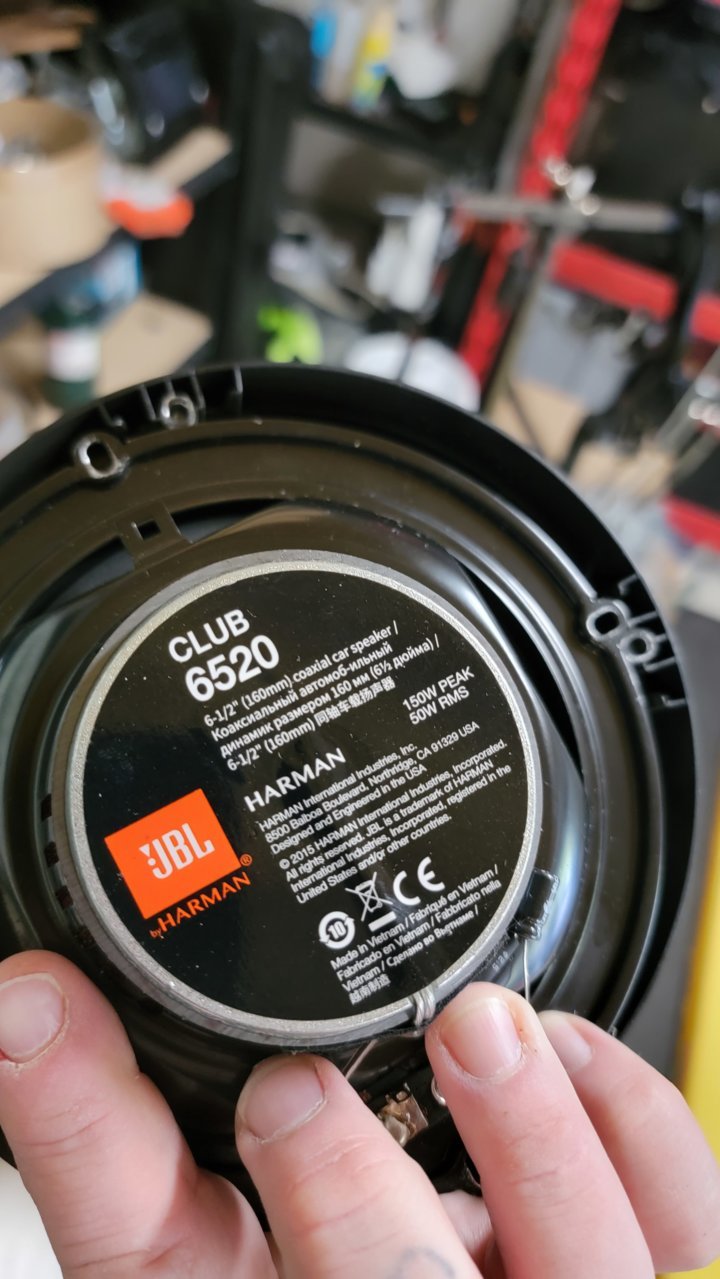 CLUB
6520
6-1/2" (160mm) coaxial car speaker /
Коаксиальный автомоб-ильный
динамик размером 160 мм (6½ дюйма) /
6-1/2" (160mm) 同轴车载扬声器
150W PEAK
50W RMS
HARMAN
HARMAN International Industries, Inc.
8500 Balboa Boulevard, Northridge, CA 91329 USA
Designed and Engineered in the USA
© 2015 HARMAN International Industries, Incorporated.
All rights reserved. JBL is a trademark of HARMAN
International Industries, Incorporated, registered in the
United States and/or other countries.
JBL
by HARMAN®
10
CE
Made in Vietnam / Fabriqué en Vietnam /
Fabricado en Vietnam / Fabbricato nella
Vietnam / Сделано во Вьетнаме /
越南制造